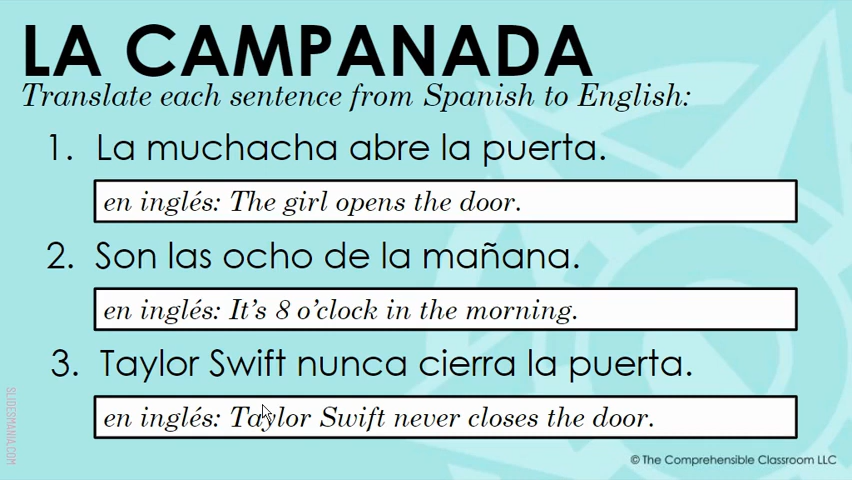 LA CAMPANADA
Translate each sentence from Spanish to English:
1. La muchacha abre la puerta.
en inglés: The girl opens the door.
2. Son las ocho de la mañana.
en inglés: It's 8 o'clock in the morning.
3. Taylor Swift nunca cierra la puerta.
en inglés: Taylor Swift never closes the door.
SLIDESMANIA.COM
© The Comprehensible Classroom LLC